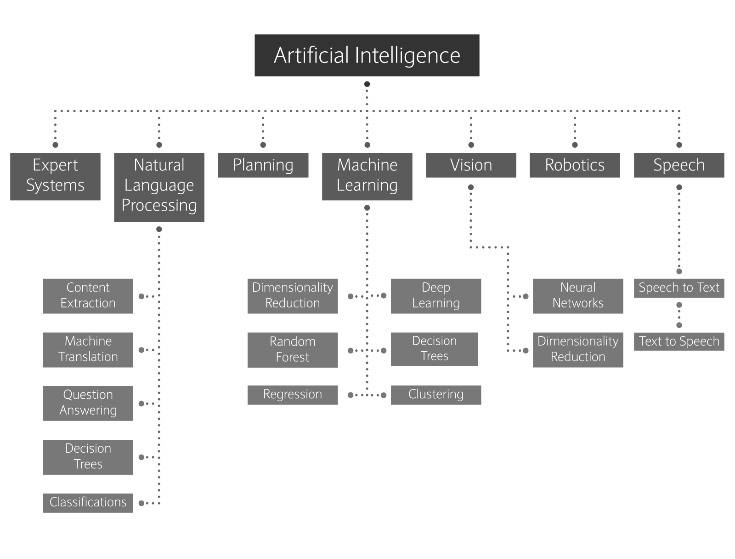 Artificial Intelligence
Expert
Systems
Natural
Language
Processing
Planning
Machine
Learning
Vision
Robotics
Speech
Content
Extraction
Machine
Translation
Question
Answering
Decision
Trees
Classifications
Dimensionality
Reduction
Random
Forest
Regression
Deep
Learning
Decision
Trees
Clustering
Neural
Networks
Dimensionality
Reduction
Speech to Text
Text to Speech